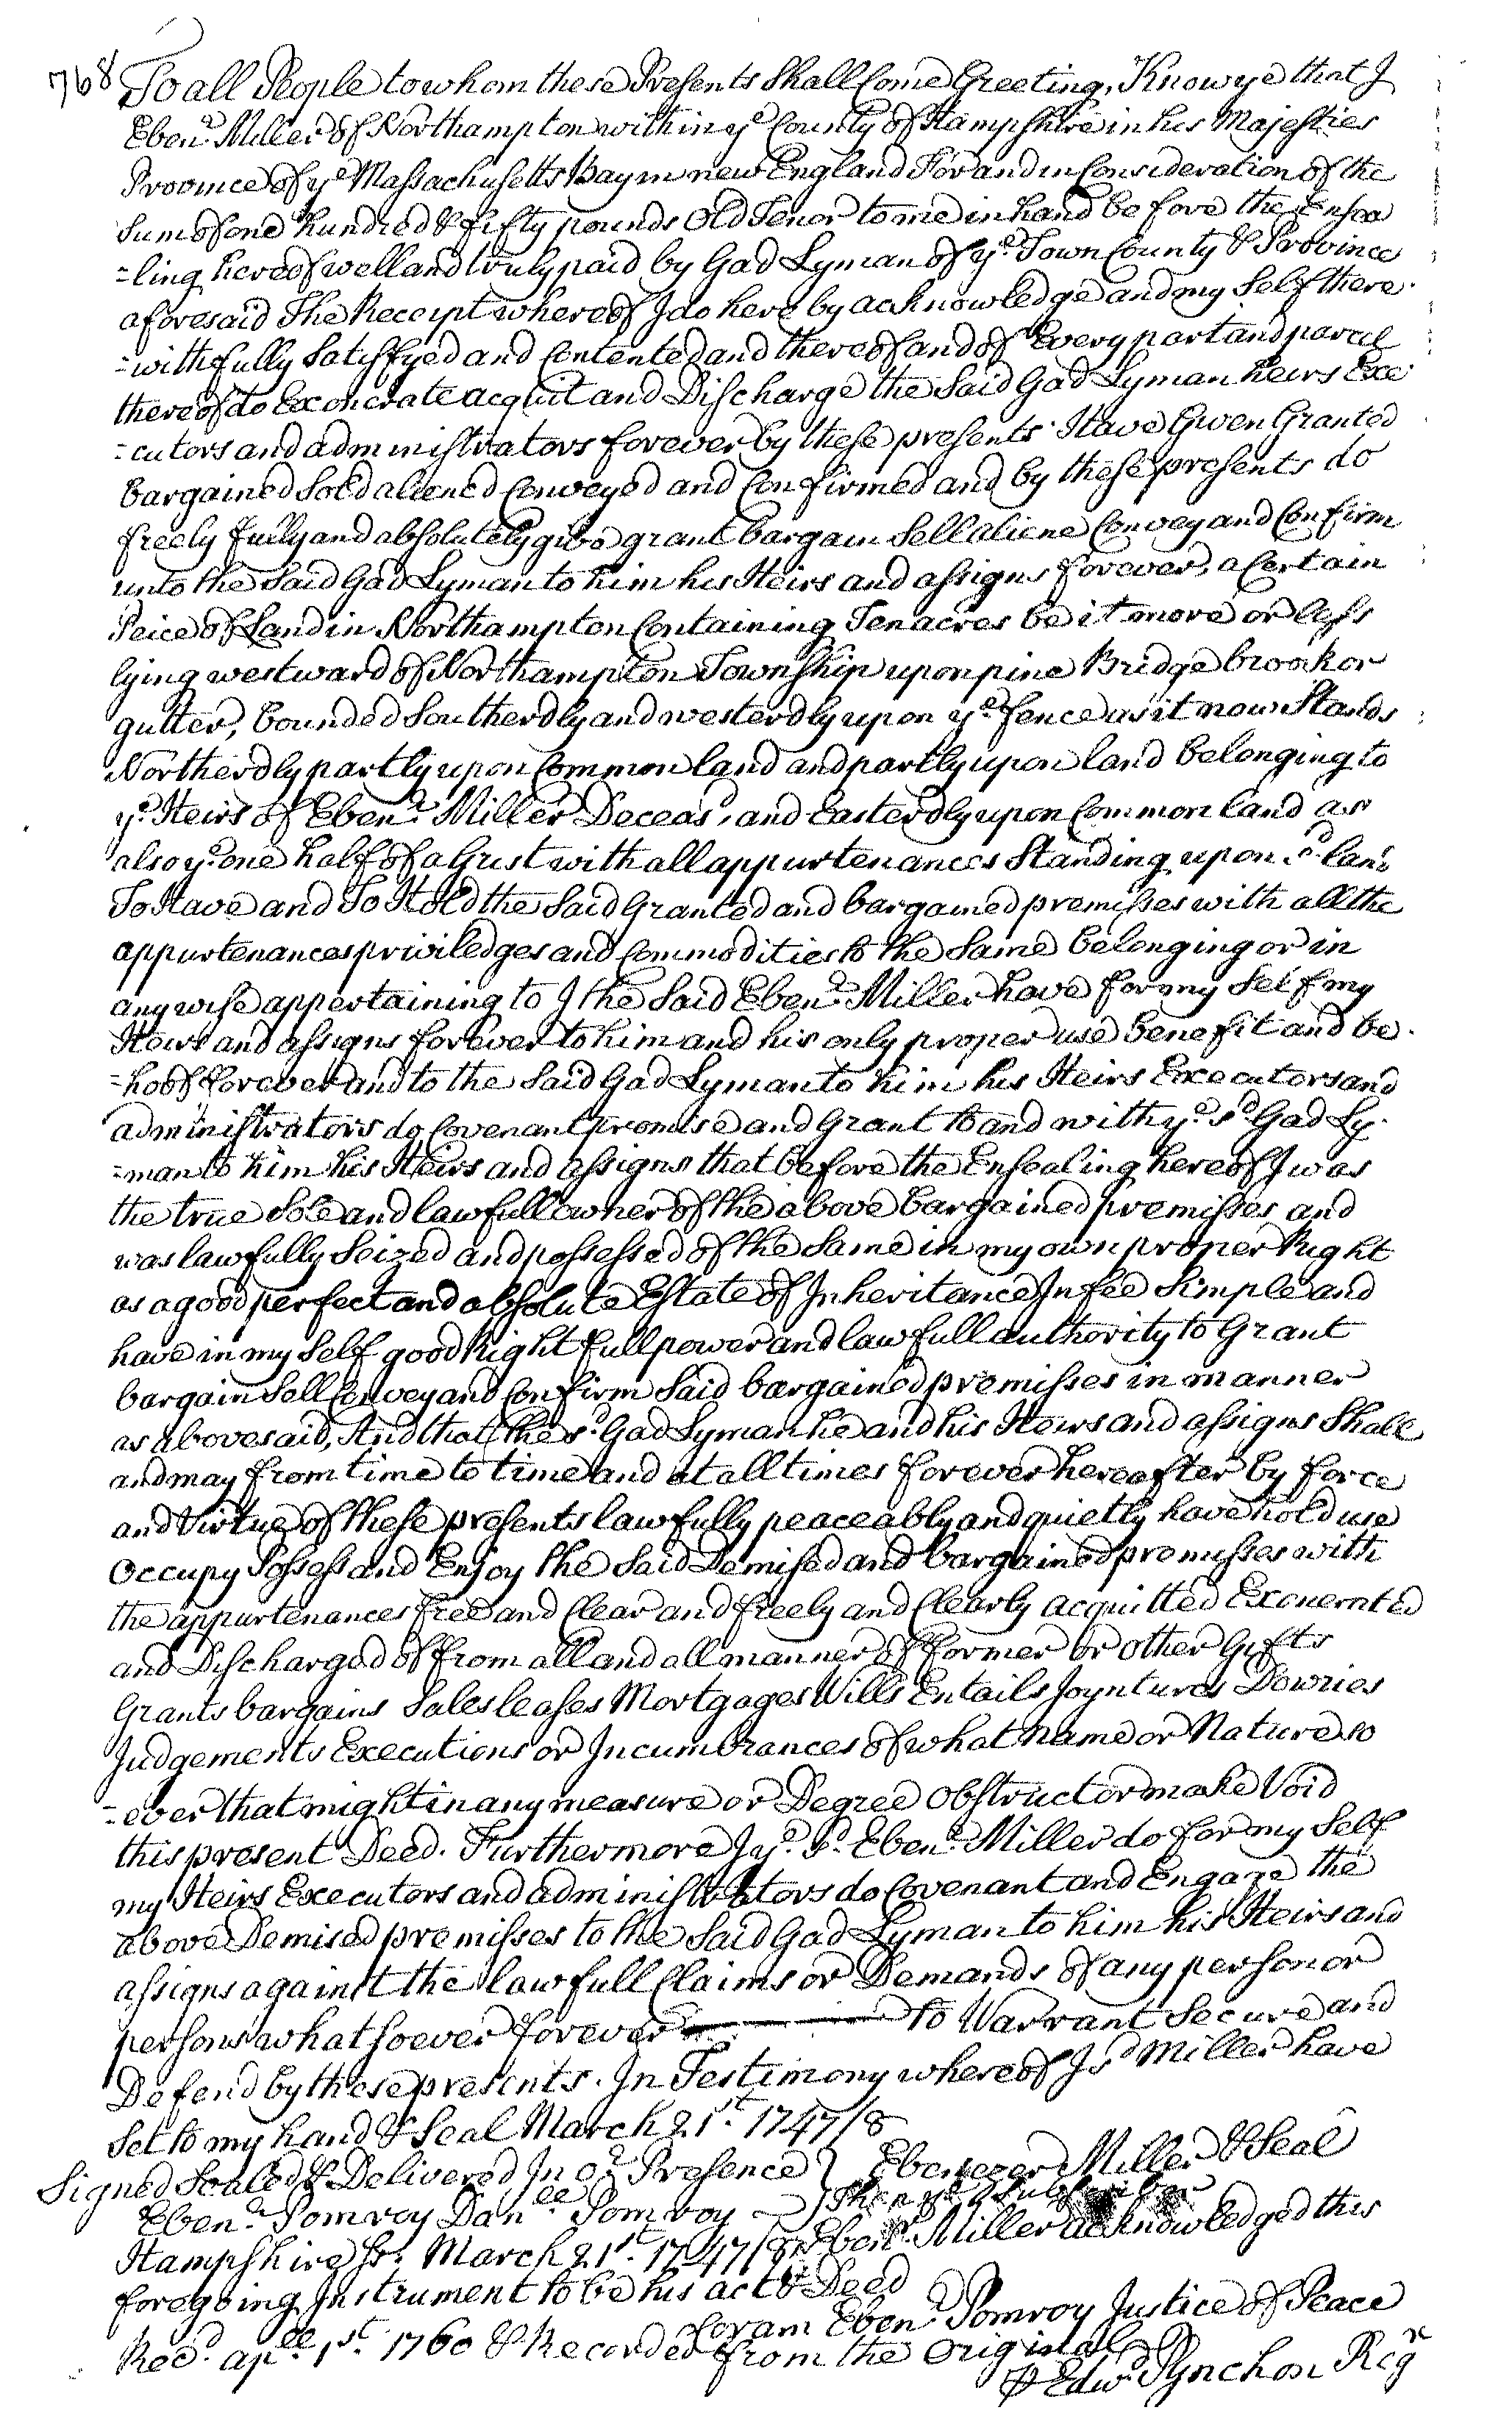 768 To all People to whom these Presents Shall Come Greeting, Know ye that I
Ebenr. Miller of Northampton within ye County of Hampshire in his Majesties
Province of ye Massachusetts Bay in new England For and in Consideration of the
Sum of one hundred & fifty pounds Old Tenor to me in hand before the Ensea
=ling hereof well and truly paid by Gad Lyman of ye. Town County & Province
aforesaid The Receipt whereof I do here by acknowledge and my Self there
=with fully Satisfyed and Contented and thereof and of Every part and parcel
thereof do Exonerate acquit and Discharge the Said Gad Lyman heirs Exe
=cutors and administrators forever by these presents Have Given Granted
bargained Sold aliened Conveyed and Confirmed and by these presents do
freely fully and absolutely give grant bargain Sell aliene Convey and Confirm
unto the Said Gad Lyman to him his Heirs and assigns forever, a Certain
Peice of Land in Northampton Containing Ten acres be it more or less
lying westward of Northampton Township upon pine Bridge brook or
gutter, bounded Southerdly and westerdly upon ye. fence as it now Stands
Northerdly partly upon Common land and partly upon land belonging to
ye. Heirs of Ebenr. Miller Deceasd, and Easterdly upon Common land as
also ye. one half of a Grist with all appurtenances Standing upon sd. land
To Have and To Hold the Said Granted and bargained premisses with all the
appurtenances priviledges and Commodities to the Same belonging or in
any wise appertaining to I the Said Ebenr. Miller have for my Self my
Heirs and assigns forever to him and his only proper use benefit and be
=hoof forever and to the Said Gad Lyman to him his Heirs Executors and
administrators do Covenant promise and Grant to and with ye. sd. Gad Ly
=man to him his Heirs and assigns that before the Ensealing hereof I was
the true Sole and lawfull owner of the above bargained premisses and
was lawfully Seized and possessed of the Same in my own proper Right
as a good perfect and absolute Estate of Inheritance In fee Simple and
have in my Self good Right full power and lawfull authority to Grant
bargain Sell Convey and Confirm Said bargained premisses in manner
as abovesaid, And that the sd. Gad Lyman he and his Heirs and assigns Shall
and may from time to time and at all times forever hereafter by force
and Virtue of these presents lawfully peaceably and quietly have hold use
Occupy Possess and Enjoy the Said Demised and bargained premisses with
the appurtenances free and Clear and freely and Clearly acquitted Exonerated
and Discharged of from all and all manner of former or other Gifts
Grants bargains Sales leases Mortgages Wills Entails Joyntures Dowries
Judgements Executions or Incumbrances of what Name or Nature so
=ever that might in any measure or Degree Obstruct or make Void
this present Deed. Furthermore I ye. sd. Ebenr. Miller do for my Self
my Heirs Executors and administrators do Covenant and Engage the
above Demised premisses to the Said Gad Lyman to him his Heirs and
assigns against the lawfull Claims or Demands of any person or
persons whatsoever forever to Warrant Secure and
Defend by these presents. In Testimony whereof I sd Miller have
Set to my hand & Seal March 21st. 1747/8
Signed Sealed & Delivered In or. Presence } Ebenezer Miller & Seal
Ebenr. Pomroy Danll Pomroy Then ye Subscriber
Hampshire Ss. March 21st. 1747/8 Ebenr. Miller acknowledged this
foregoing Instrument to be his act & Deed
Coram Ebenr Pomroy Justice of Peace
Recd. apll 1st. 1760 & Recorded from the Original
⅌ Edwd Pynchon Regr